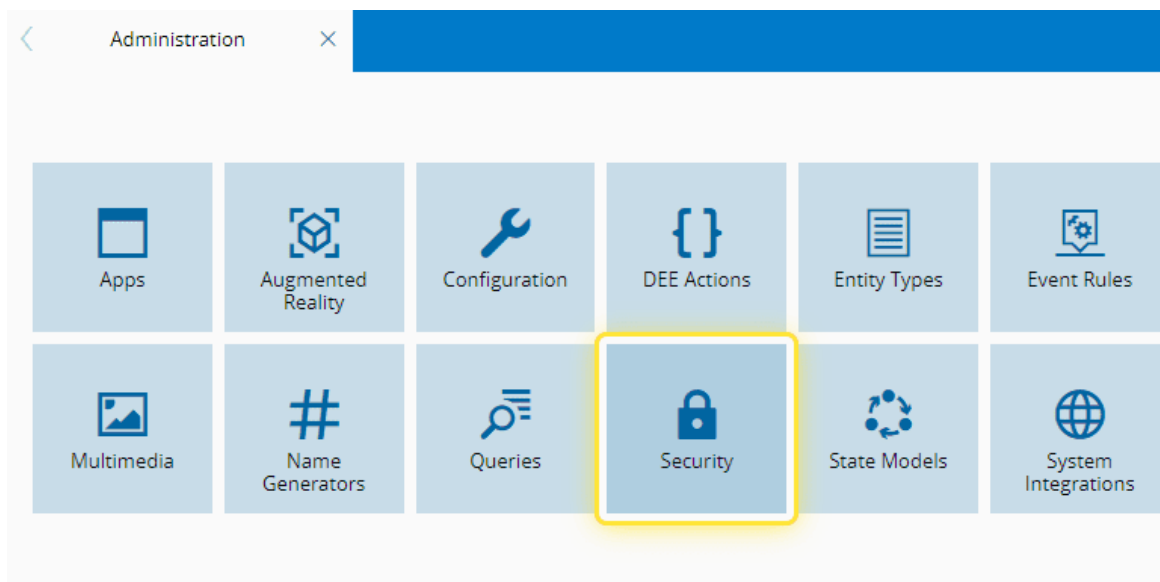 Administration
Apps
Augmented
Reality
Configuration
DEE Actions
Entity Types
Event Rules
Multimedia
Name
Generators
Queries
Security
State Models
System
Integrations